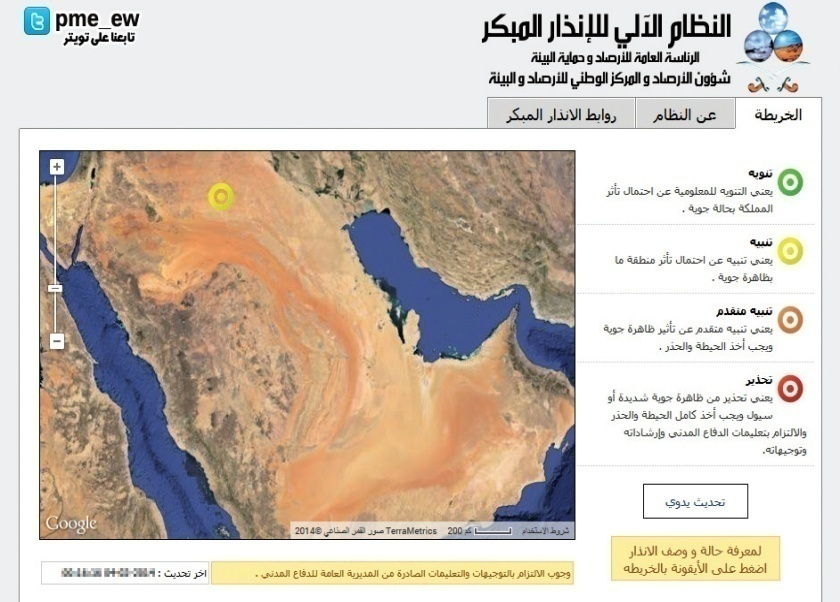 pme_ew
تابعنا على تويتر
النظام الآلي للإنذار المبكر
الرئاسة العامة للأرصاد و حماية البيئة
شؤون الأرصاد و المركز الوطني للأرصاد و البيئة
الخريطة
عن النظام
روابط الانذار المبكر
تنويه
يعني التنويه للمعلومية عن احتمال تأثر
المملكة بحالة جوية .
تنبيه
يعني تنبيه عن احتمال تأثر منطقة ما
بظاهرة جوية .
تنبيه متقدم
يعني تنبيه متقدم عن تأثير ظاهرة جوية
ويجب أخذ الحيطة والحذر .
تحذير
يعني تحذير من ظاهرة جوية شديدة أو
سيول ويجب أخذ كامل الحيطة والحذر
والالتزام بتعليمات الدفاع المدني وإرشاداته
وتوجيهاته.
تحديث يدوي
لمعرفة حالة و وصف الانذار
اضغط على الأيقونة بالخريطه
Google
شروط الاستخدام
200 كم
TerraMetrics صور القمر الصناعي ©2014
وجوب الالتزام بالتوجيهات والتعليمات الصادرة من المديرية العامة للدفاع المدني .
اخر تحديث :